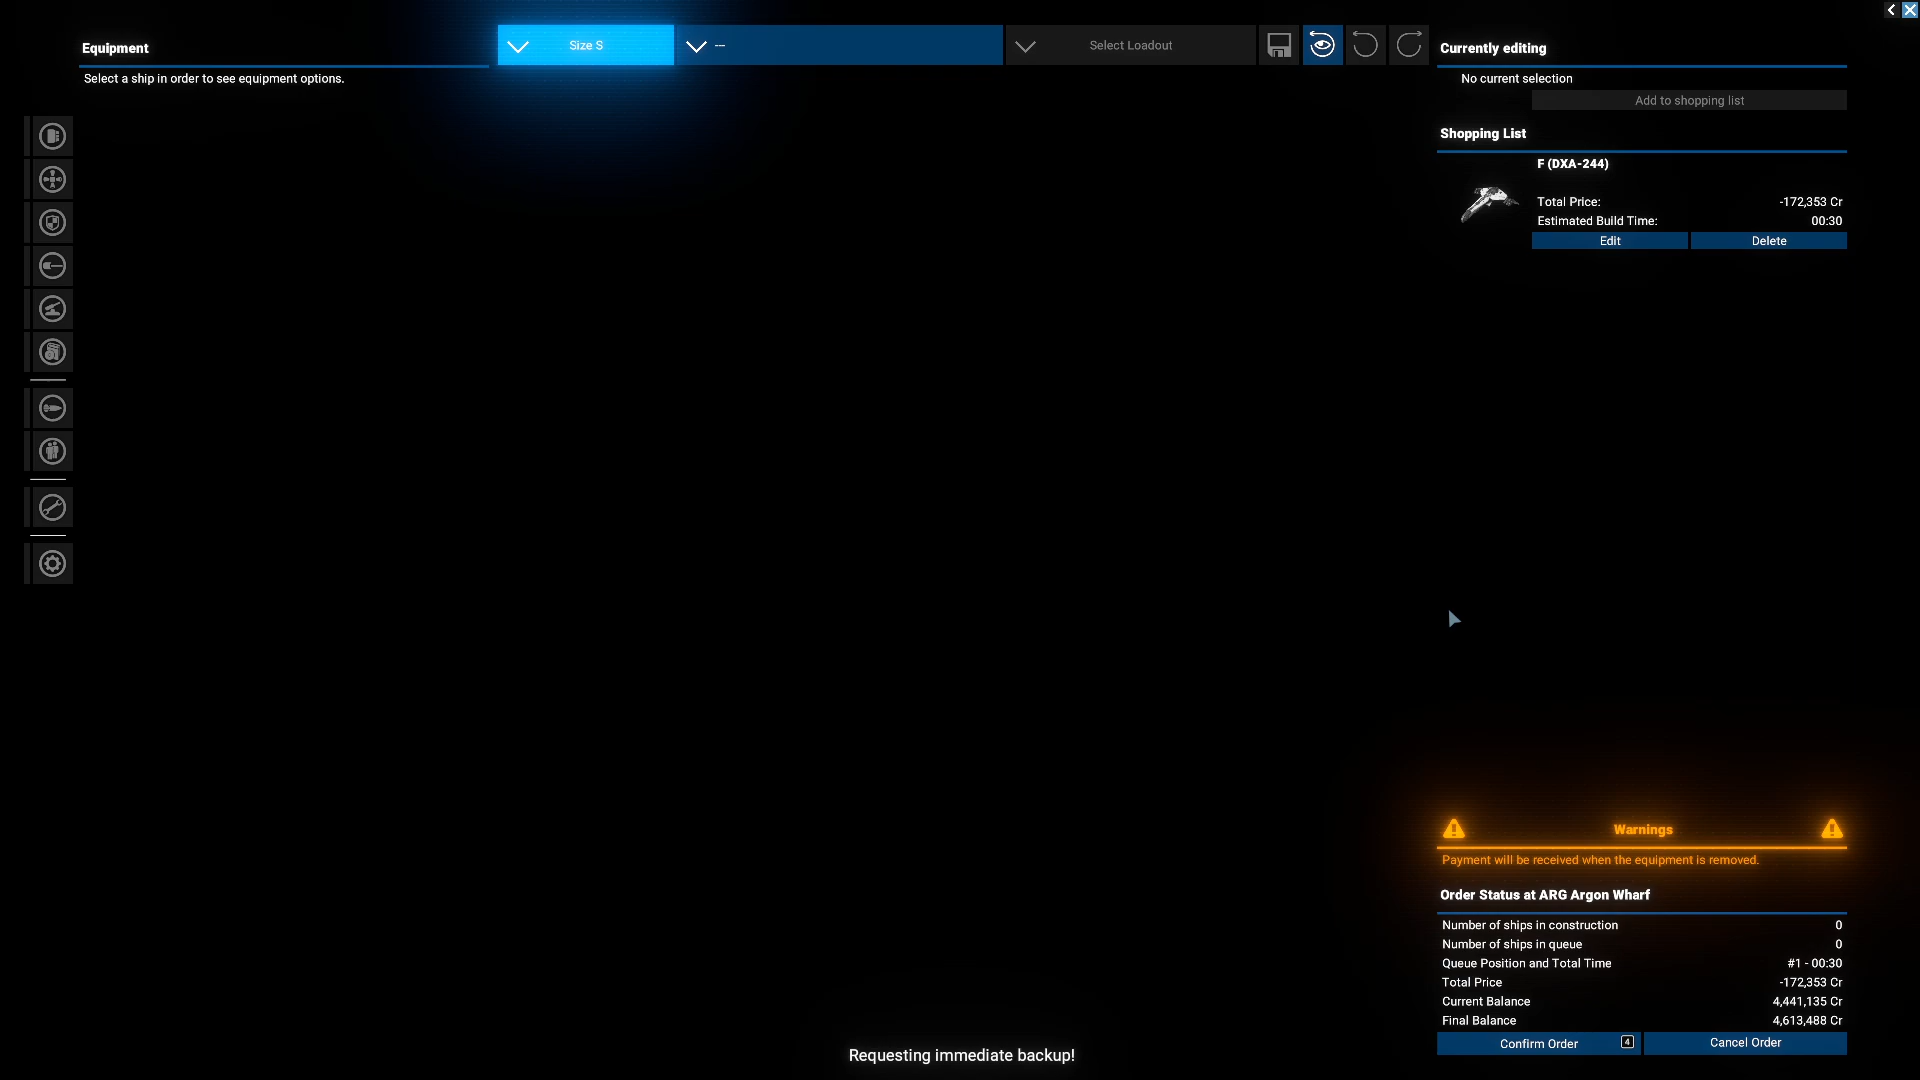 Equipment
Select a ship in order to see equipment options.
Size S
---
Select Loadout
Currently editing
No current selection
Add to shopping list
Shopping List
F (DXA-244)
Total Price: -172,353 Cr
Estimated Build Time: 00:30
Edit Delete
Warnings
Payment will be received when the equipment is removed.
Order Status at ARG Argon Wharf
Number of ships in construction 0
Number of ships in queue 0
Queue Position and Total Time #1 - 00:30
Total Price -172,353 Cr
Current Balance 4,441,135 Cr
Final Balance 4,613,488 Cr
Confirm Order 4 Cancel Order
Requesting immediate backup!